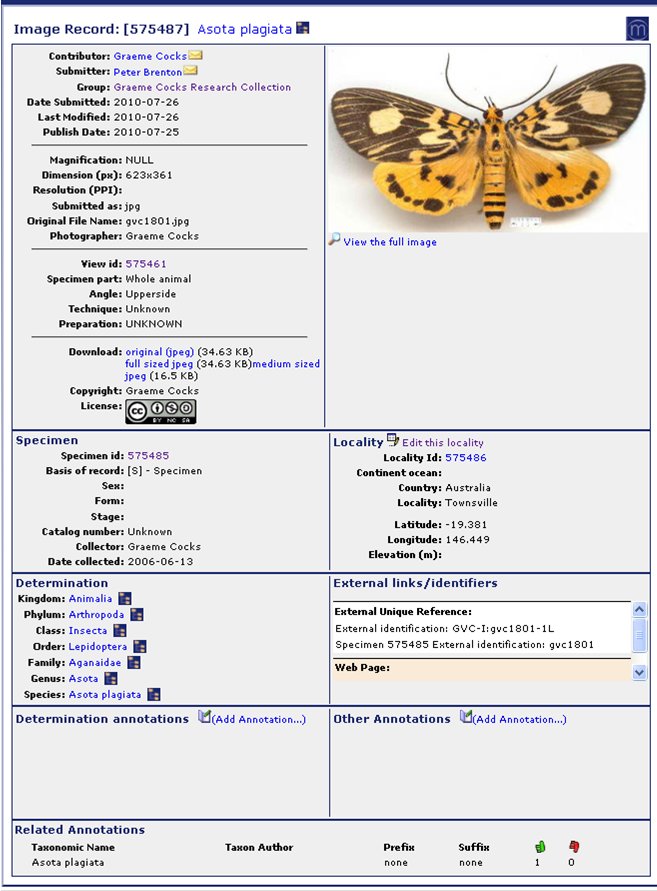 Image Record: [575487] Asota plagiata
Contributor: Graeme Cocks
Submitter: Peter Brenton
Group: Graeme Cocks Research Collection
Date Submitted: 2010-07-26
Last Modified: 2010-07-26
Publish Date: 2010-07-25
Magnification: NULL
Dimension (px): 623x361
Resolution (PPI):
Submitted as: jpg
Original File Name: gvc1801.jpg
Photographer: Graeme Cocks
View id: 575461
Specimen part: Whole animal
Angle: Upperside
Technique: Unknown
Preparation: UNKNOWN
Download: original (jpeg) (34.63 KB)
full sized jpeg (34.63 KB)medium sized
jpeg (16.5 KB)
Copyright: Graeme Cocks
License: cc
BY NC SA
View the full image
Specimen
Specimen id: 575485
Basis of record: [S] - Specimen
Sex:
Form:
Stage:
Catalog number: Unknown
Collector: Graeme Cocks
Date collected: 2006-06-13
Locality Edit this locality
Locality Id: 575486
Continent ocean:
Country: Australia
Locality: Townsville
Latitude: -19.381
Longitude: 146.449
Elevation (m):
Determination
Kingdom: Animalia
Phylum: Arthropoda
Class: Insecta
Order: Lepidoptera
Family: Aganaidae
Genus: Asota
Species: Asota plagiata
External links/identifiers
External Unique Reference:
External identification: GVC-I:gvc1801-1L
Specimen 575485 External identification: gvc1801
Web Page:
Determination annotations (Add Annotation...)
Other Annotations (Add Annotation...)
Related Annotations
Taxonomic Name Taxon Author Prefix Suffix
Asota plagiata none none 1 0